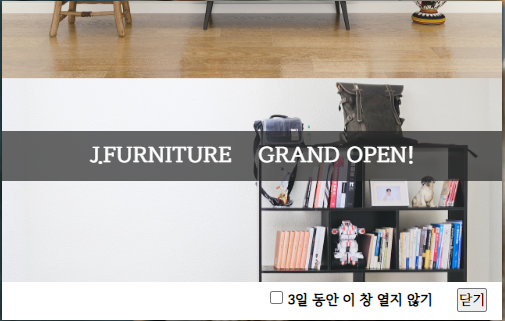 J.FURNITURE GRAND OPEN!
3일 동안 이 창 열지 않기 닫기